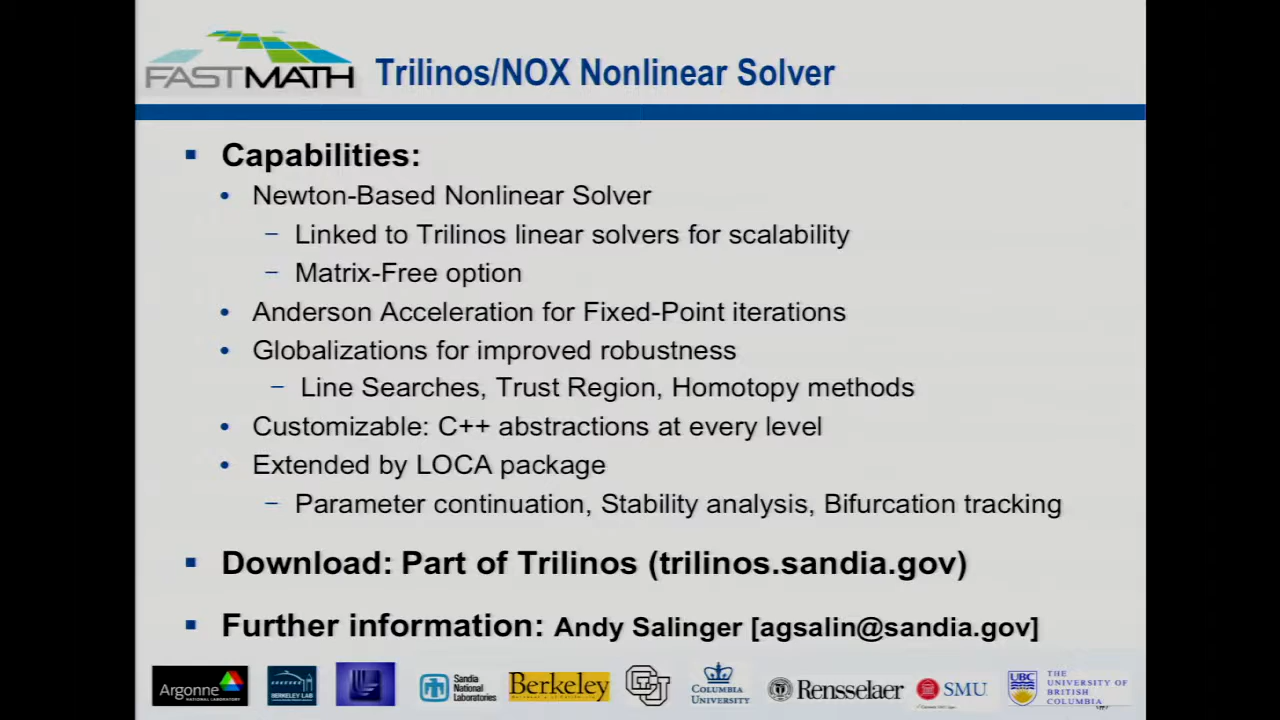 FASTMATH
Trilinos/NOX Nonlinear Solver
Capabilities:
Newton-Based Nonlinear Solver
Linked to Trilinos linear solvers for scalability
Matrix-Free option
Anderson Acceleration for Fixed-Point iterations
Globalizations for improved robustness
Line Searches, Trust Region, Homotopy methods
Customizable: C++ abstractions at every level
Extended by LOCA package
Parameter continuation, Stability analysis, Bifurcation tracking
Download: Part of Trilinos (trilinos.sandia.gov)
Further information: Andy Salinger [agsalin@sandia.gov]
Argonne
NATIONAL LABORATORY
BERKELEY LAB
Sandia
National
Laboratories
Berkeley
COLUMBIA
UNIVERSITY
Rensselaer
SMU
UBC
THE
UNIVERSITY OF
BRITISH
COLUMBIA